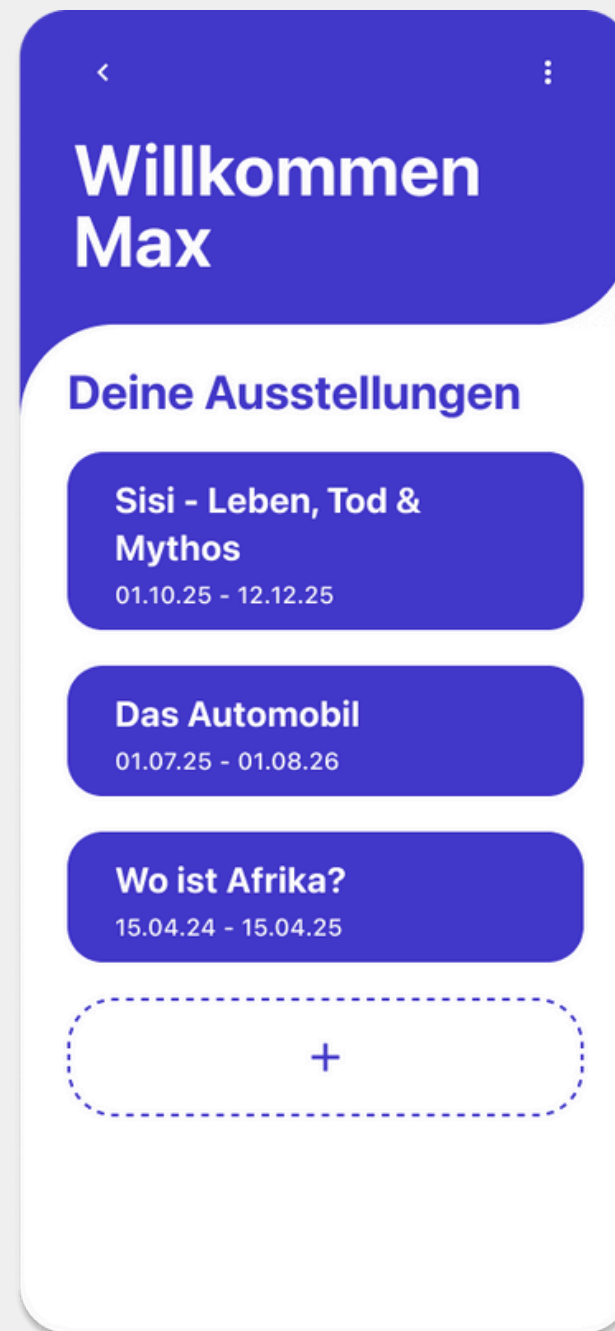 Willkommen
Max
Deine Ausstellungen
Sisi - Leben, Tod &
Mythos
01.10.25 - 12.12.25
Das Automobil
01.07.25 - 01.08.26
Wo ist Afrika?
15.04.24 - 15.04.25
+